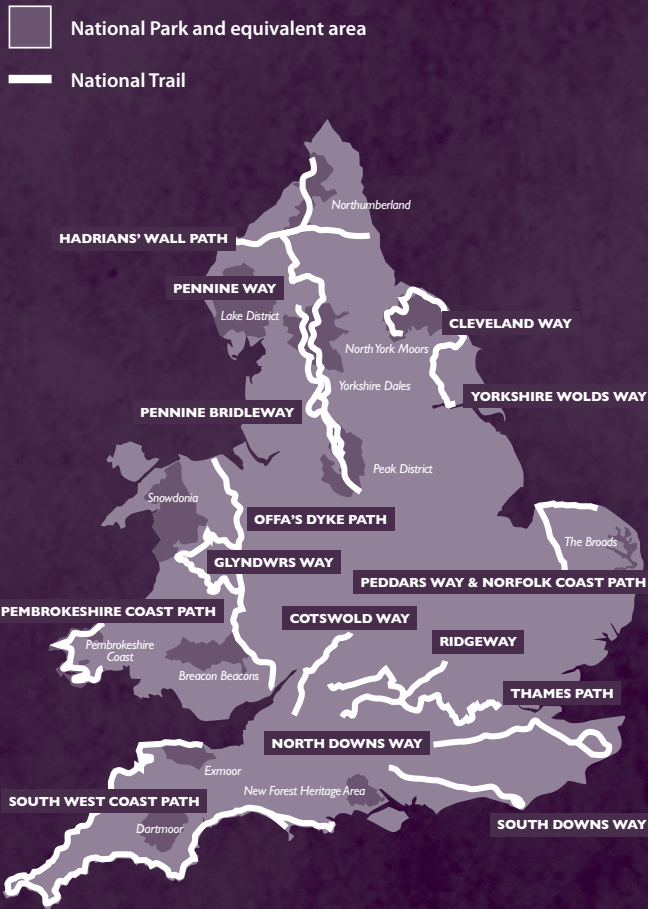 National Park and equivalent area
National Trail
Northumberland
HADRIANS' WALL PATH
PENNINE WAY
Lake District
CLEVELAND WAY
North York Moors
Yorkshire Dales
YORKSHIRE WOLDS WAY
PENNINE BRIDLEWAY
Peak District
Snowdonia
OFFA'S DYKE PATH
The Broads
GLYNDWRS WAY
PEDDARS WAY & NORFOLK COAST PATH
PEMBROKESHIRE COAST PATH
COTSWOLD WAY
RIDGEWAY
Pembrokeshire
Coast
Breacon Beacons
THAMES PATH
NORTH DOWNS WAY
Exmoor
New Forest Heritage Area
SOUTH WEST COAST PATH
SOUTH DOWNS WAY
Dartmoor